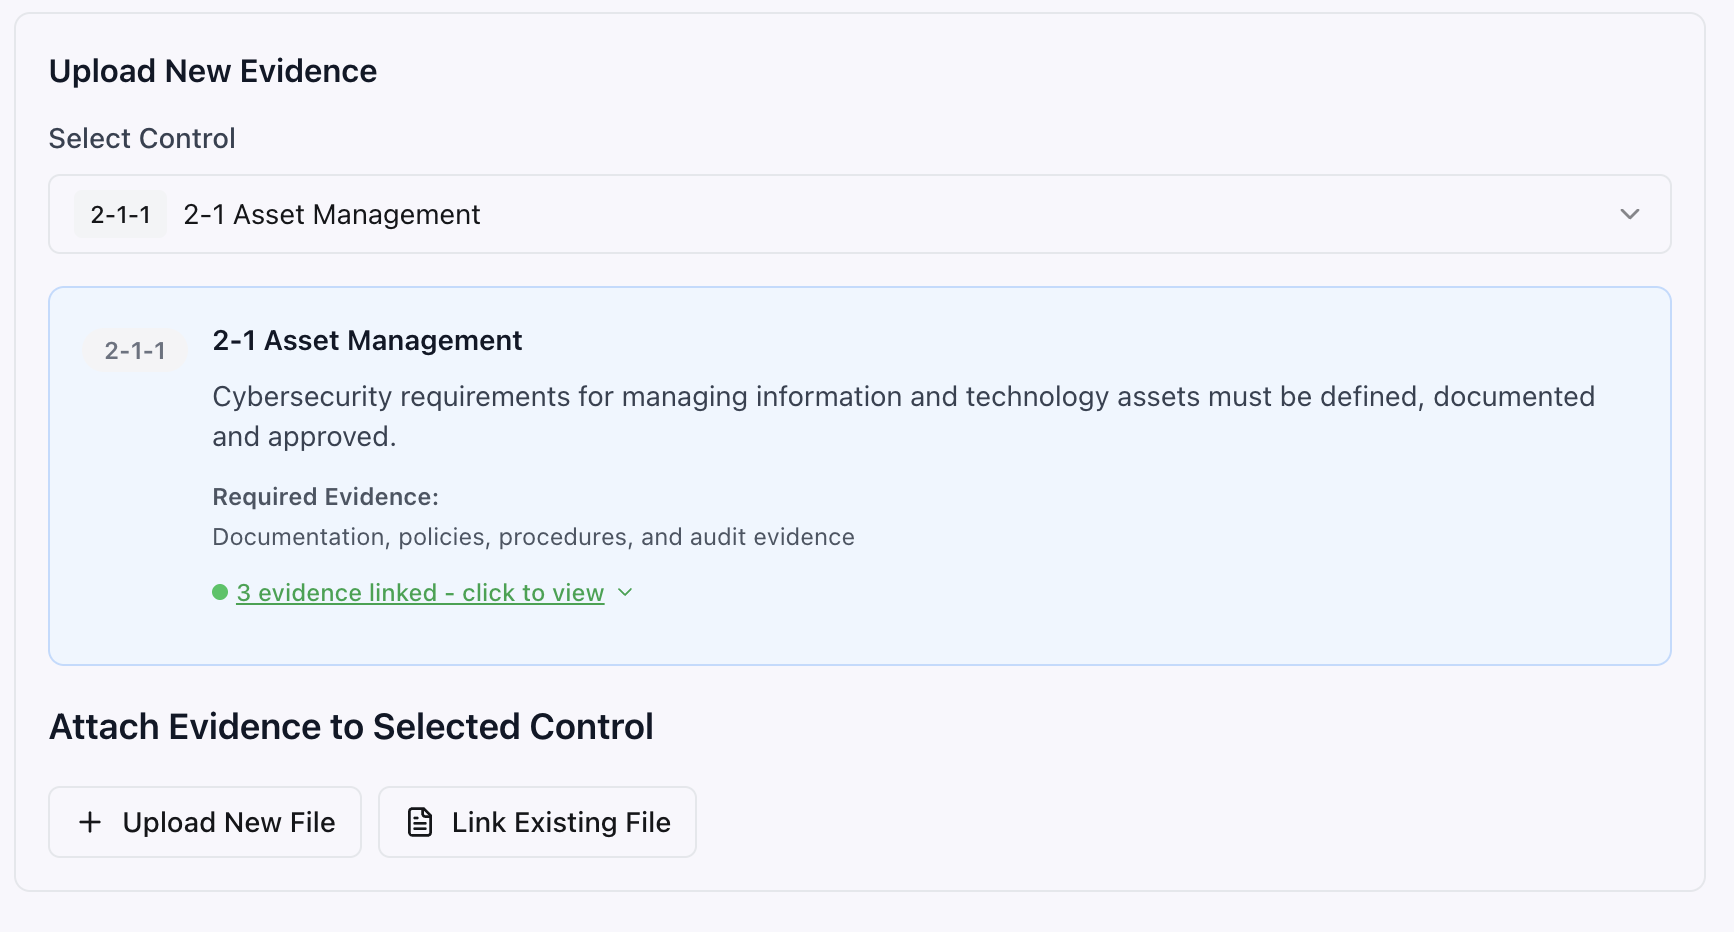 Upload New Evidence
Select Control
2-1-1 2-1 Asset Management
2-1-1 2-1 Asset Management
Cybersecurity requirements for managing information and technology assets must be defined, documented
and approved.
Required Evidence:
Documentation, policies, procedures, and audit evidence
3 evidence linked - click to view
Attach Evidence to Selected Control
Upload New File Link Existing File